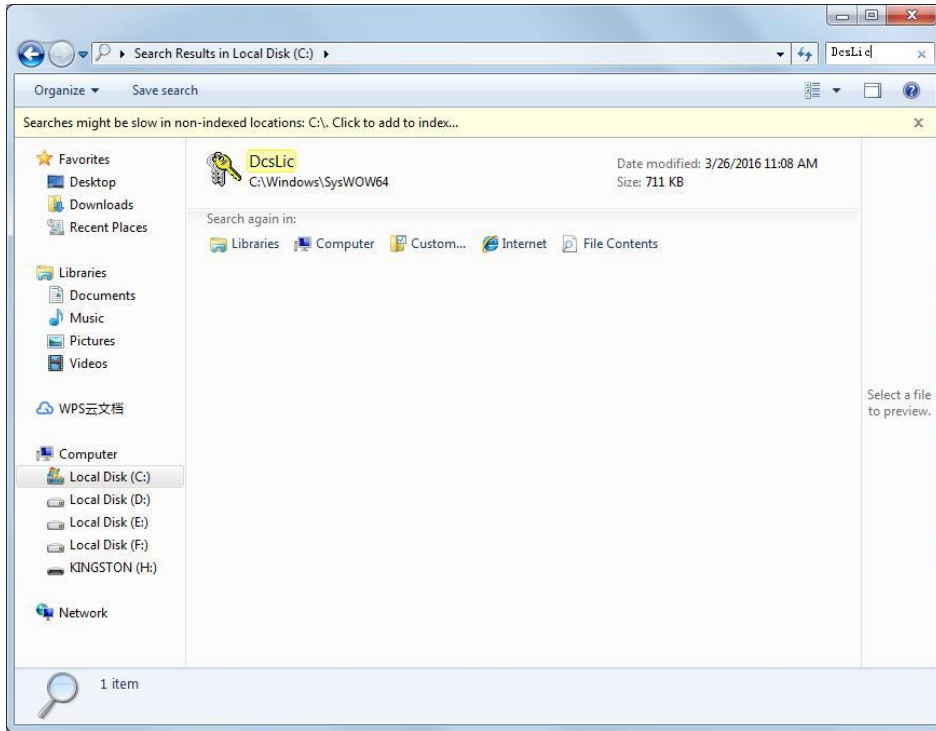 Search Results in Local Disk (C:)
DcsLic
Organize
Save search
Searches might be slow in non-indexed locations: C:\. Click to add to index...
Favorites
Desktop
Downloads
Recent Places
Libraries
Documents
Music
Pictures
Videos
WPS云文档
Computer
Local Disk (C:)
Local Disk (D:)
Local Disk (E:)
Local Disk (F:)
KINGSTON (H:)
Network
DcsLic
C:\Windows\SysWOW64
Date modified: 3/26/2016 11:08 AM
Size: 711 KB
Search again in:
Libraries Computer Custom... Internet File Contents
Select a file
to preview.
1 item